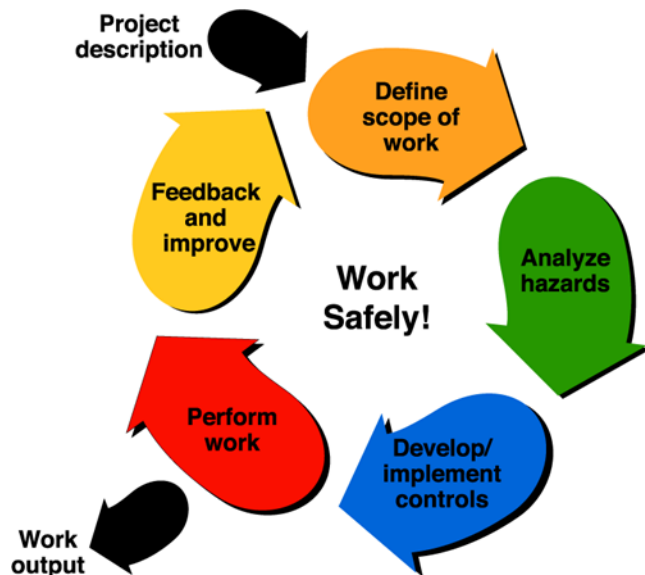 Project
description
Define
scope of
work
Analyze
hazards
Develop/
implement
controls
Perform
work
Work
output
Feedback
and
improve
Work
Safely!